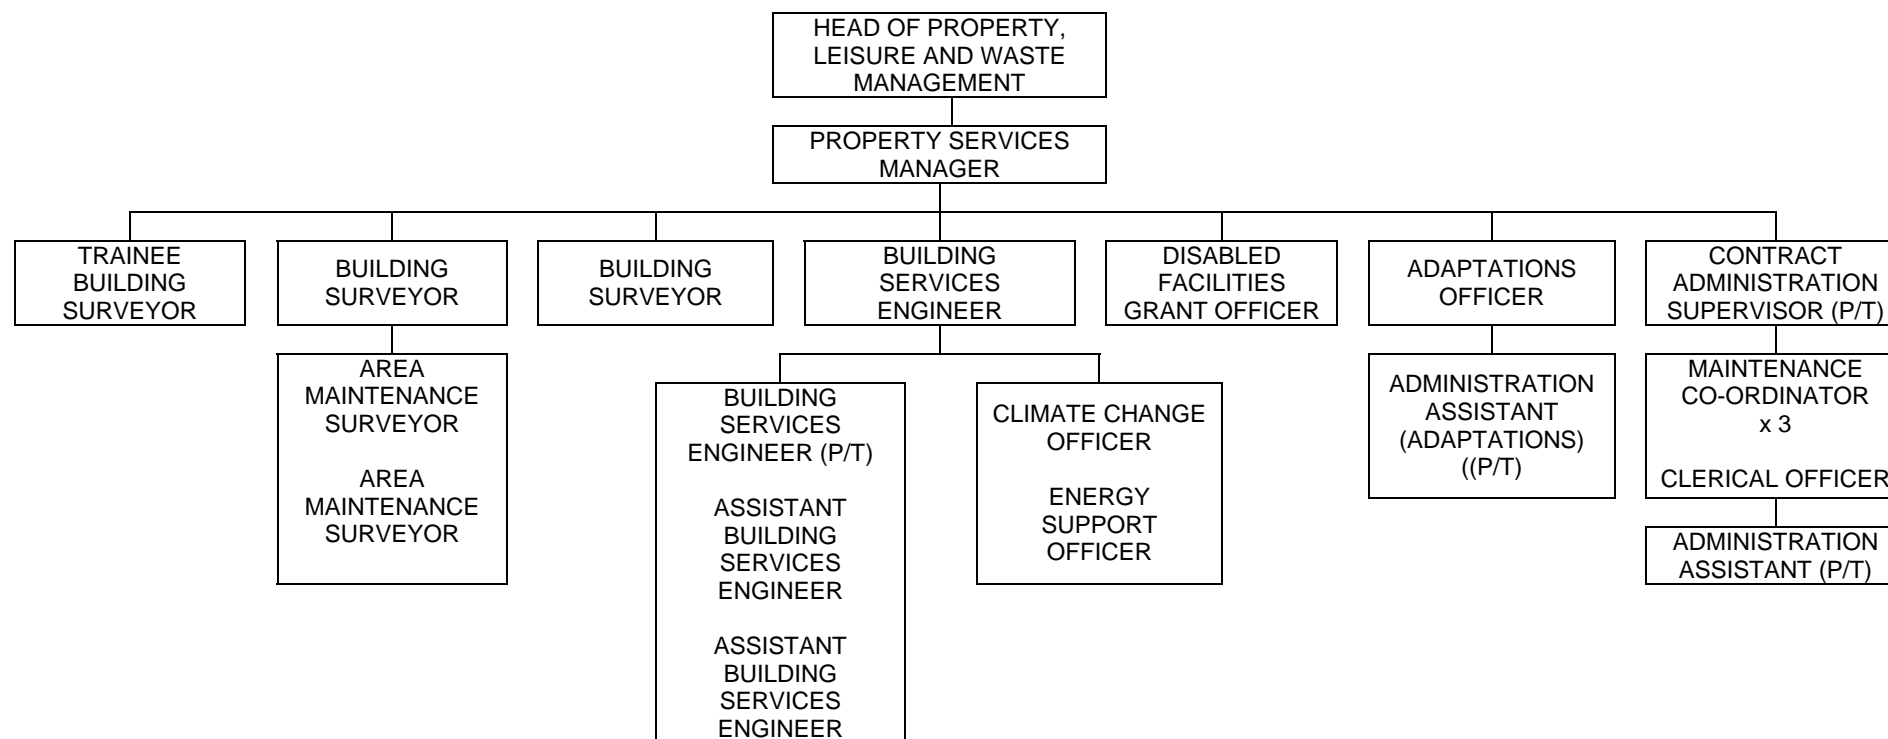 HEAD OF PROPERTY,
LEISURE AND WASTE
MANAGEMENT
PROPERTY SERVICES
MANAGER
TRAINEE
BUILDING
SURVEYOR
BUILDING
SURVEYOR
BUILDING
SURVEYOR
BUILDING
SERVICES
ENGINEER
DISABLED
FACILITIES
GRANT OFFICER
ADAPTATIONS
OFFICER
CONTRACT
ADMINISTRATION
SUPERVISOR (P/T)
AREA
MAINTENANCE
SURVEYOR
AREA
MAINTENANCE
SURVEYOR
BUILDING
SERVICES
ENGINEER (P/T)
ASSISTANT
BUILDING
SERVICES
ENGINEER
ASSISTANT
BUILDING
SERVICES
ENGINEER
CLIMATE CHANGE
OFFICER
ENERGY
SUPPORT
OFFICER
ADMINISTRATION
ASSISTANT
(ADAPTATIONS)
((P/T)
MAINTENANCE
CO-ORDINATOR
x 3
CLERICAL OFFICER
ADMINISTRATION
ASSISTANT (P/T)